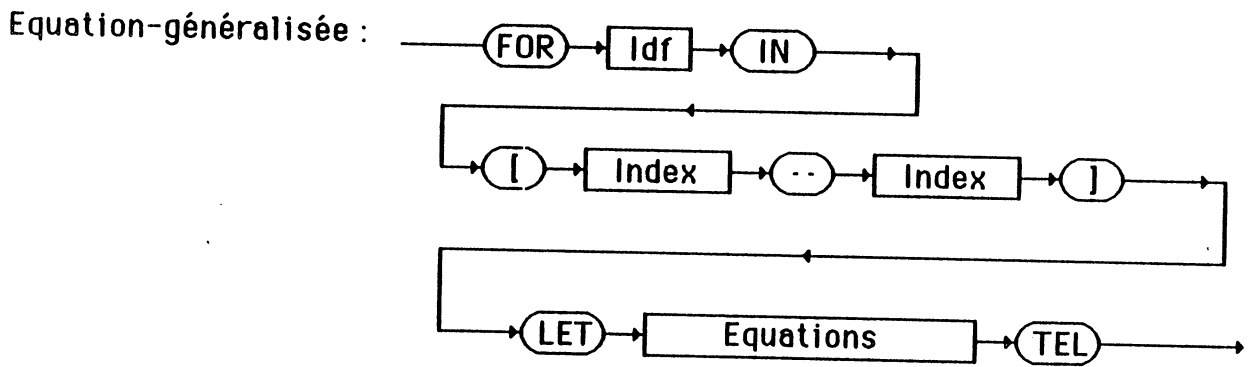 Equation-généralisée : FOR Idf IN
[ Index .. Index ]
LET Equations TEL